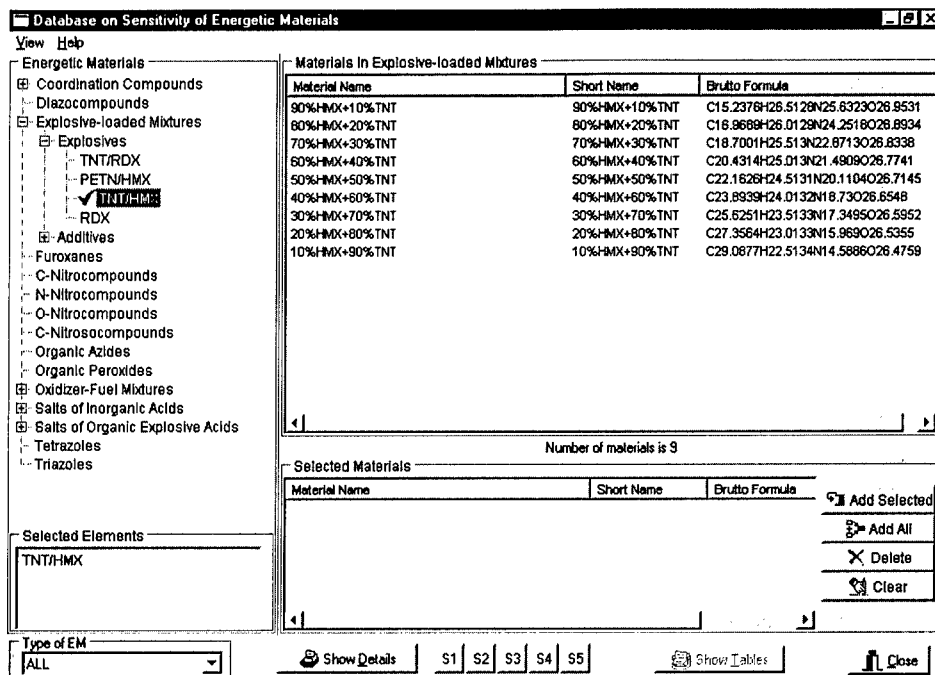 Database on Sensitivity of Energetic Materials
View Help
Energetic Materials
Coordination Compounds
Diazocompounds
Explosive-loaded Mixtures
Explosives
TNT/RDX
PETN/HMX
TNT/HMX
RDX
Additives
Furoxanes
C-Nitrocompounds
N-Nitrocompounds
O-Nitrocompounds
C-Nitrosocompounds
Organic Azides
Organic Peroxides
Oxidizer-Fuel Mixtures
Salts of Inorganic Acids
Salts of Organic Explosive Acids
Tetrazoles
Triazoles
Selected Elements
TNT/HMX
Type of EM
ALL
Materials in Explosive-loaded Mixtures
Material Name Short Name Brutto Formula
90%HMX+10%TNT 90%HMX+10%TNT C15.2376H26.5128N25.6323O26.9531
80%HMX+20%TNT 80%HMX+20%TNT C16.9689H26.0129N24.2518O26.8934
70%HMX+30%TNT 70%HMX+30%TNT C18.7001H25.513N22.8713O26.8338
60%HMX+40%TNT 60%HMX+40%TNT C20.4314H25.013N21.4909O26.7741
50%HMX+50%TNT 50%HMX+50%TNT C22.1626H24.5131N20.1104O26.7145
40%HMX+60%TNT 40%HMX+60%TNT C23.8939H24.0132N18.73O26.6548
30%HMX+70%TNT 30%HMX+70%TNT C25.6251H23.5133N17.3495O26.5952
20%HMX+80%TNT 20%HMX+80%TNT C27.3564H23.0133N15.969O26.5355
10%HMX+90%TNT 10%HMX+90%TNT C29.0877H22.5134N14.5886O26.4759
Number of materials is 9
Selected Materials
Material Name Short Name Brutto Formula
Add Selected
Add All
Delete
Clear
Show Details S1 S2 S3 S4 S5 Show Tables Close